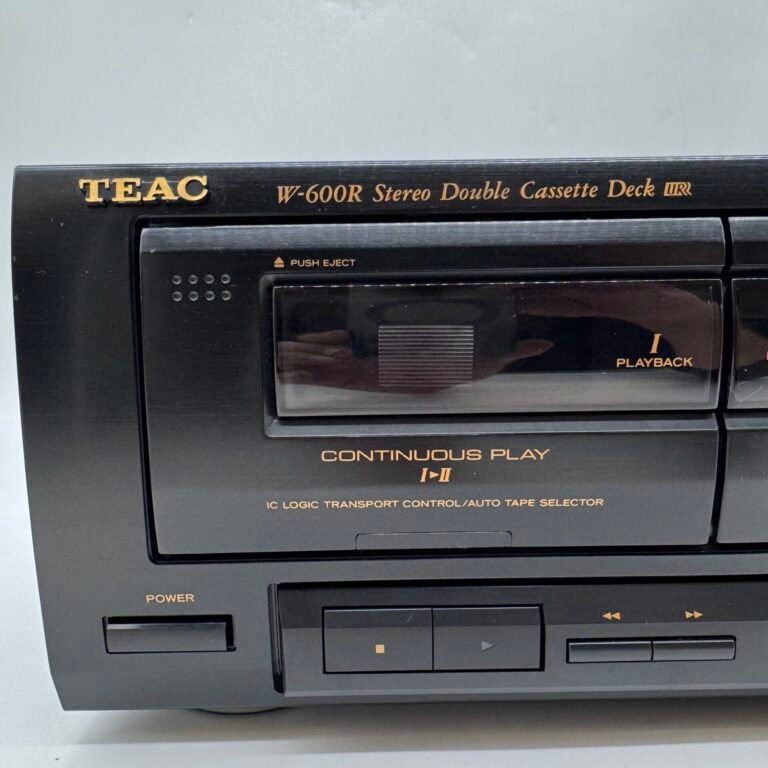 TEAC
W-600R Stereo Double Cassette Deck
PUSH EJECT
I
PLAYBACK
CONTINUOUS PLAY
I▸II
IC LOGIC TRANSPORT CONTROL/AUTO TAPE SELECTOR
POWER